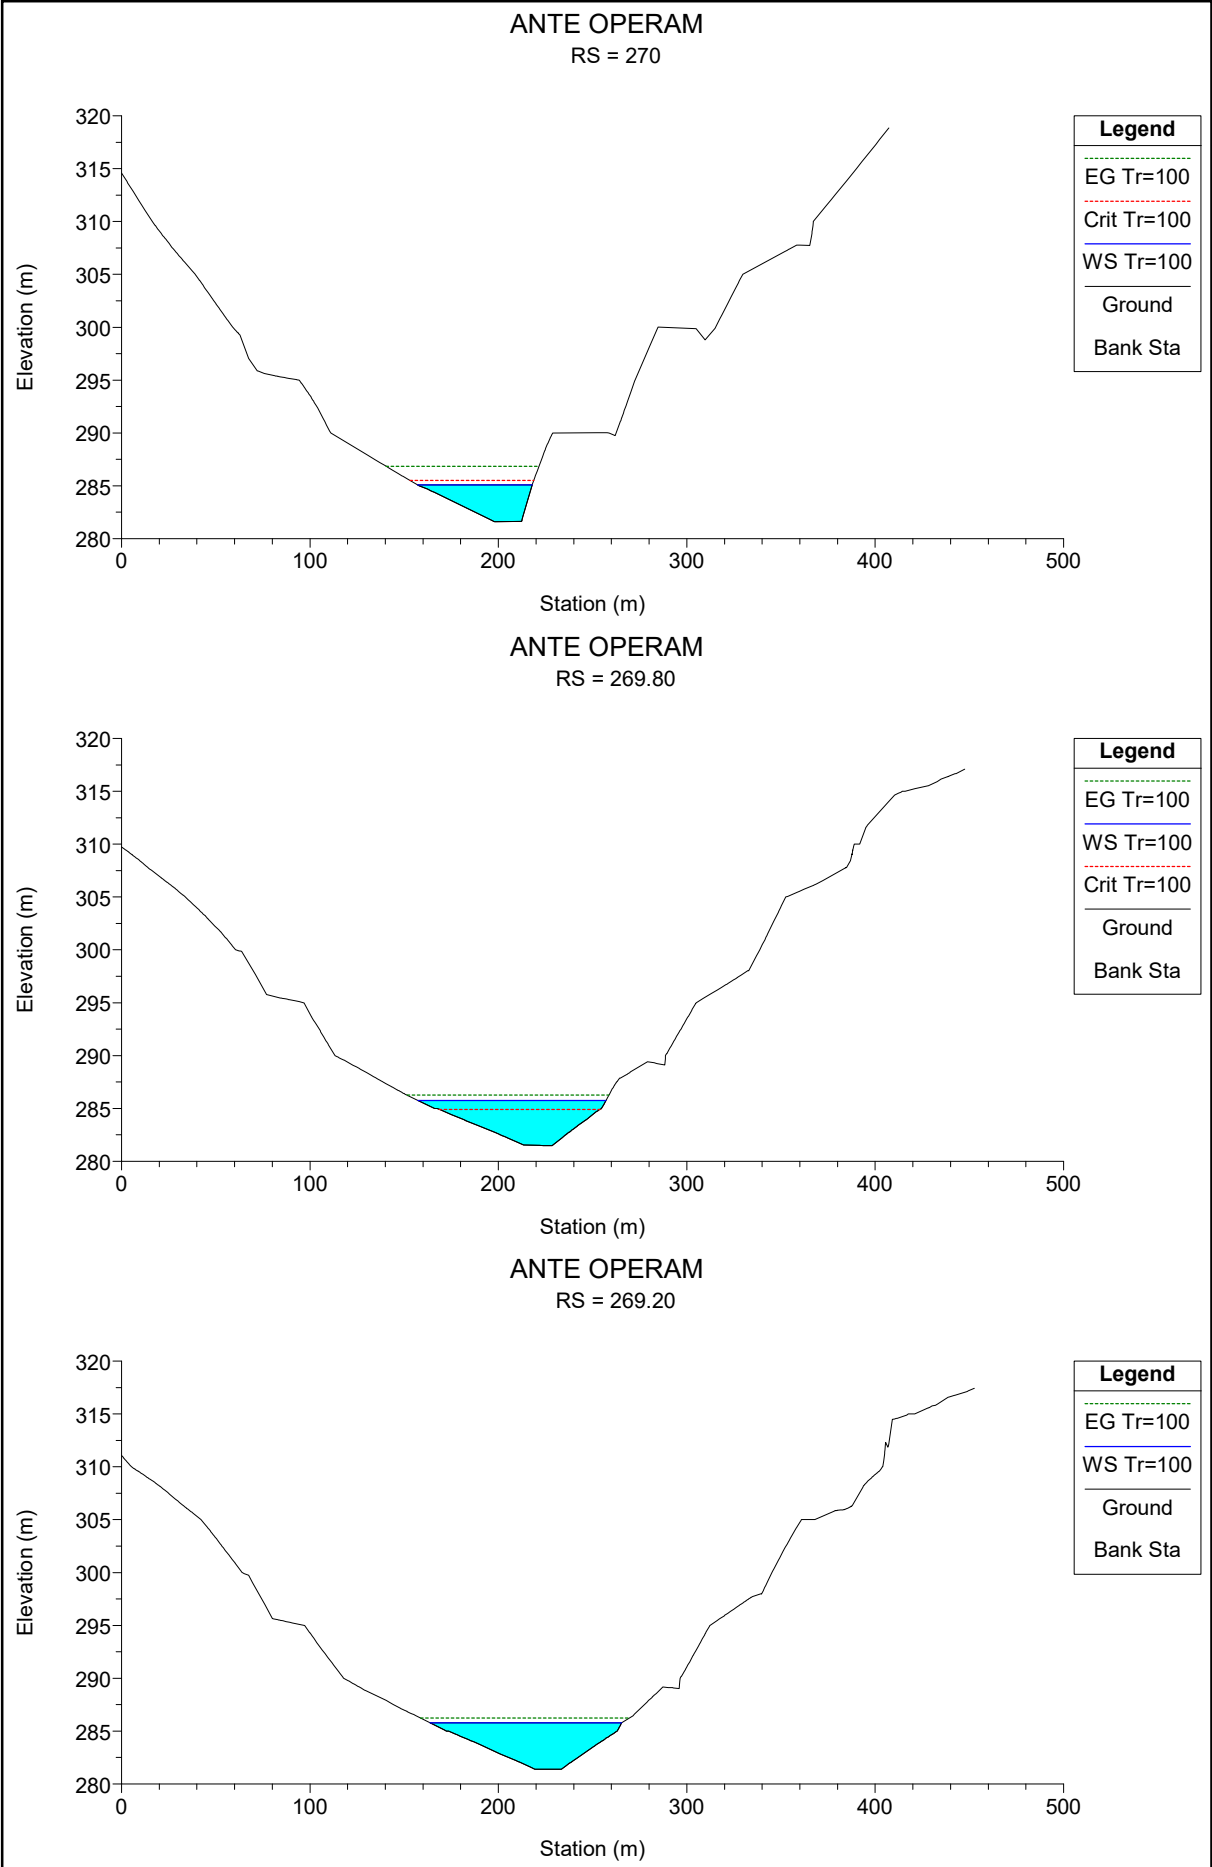 ANTE OPERAM
RS = 270
320
315
310
305
300
295
290
285
280
0
100
200
300
400
500
Elevation (m)
Station (m)
Legend
EG Tr=100
Crit Tr=100
WS Tr=100
Ground
Bank Sta
ANTE OPERAM
RS = 269.80
320
315
310
305
300
295
290
285
280
0
100
200
300
400
500
Elevation (m)
Station (m)
Legend
EG Tr=100
WS Tr=100
Crit Tr=100
Ground
Bank Sta
ANTE OPERAM
RS = 269.20
320
315
310
305
300
295
290
285
280
0
100
200
300
400
500
Elevation (m)
Station (m)
Legend
EG Tr=100
WS Tr=100
Ground
Bank Sta